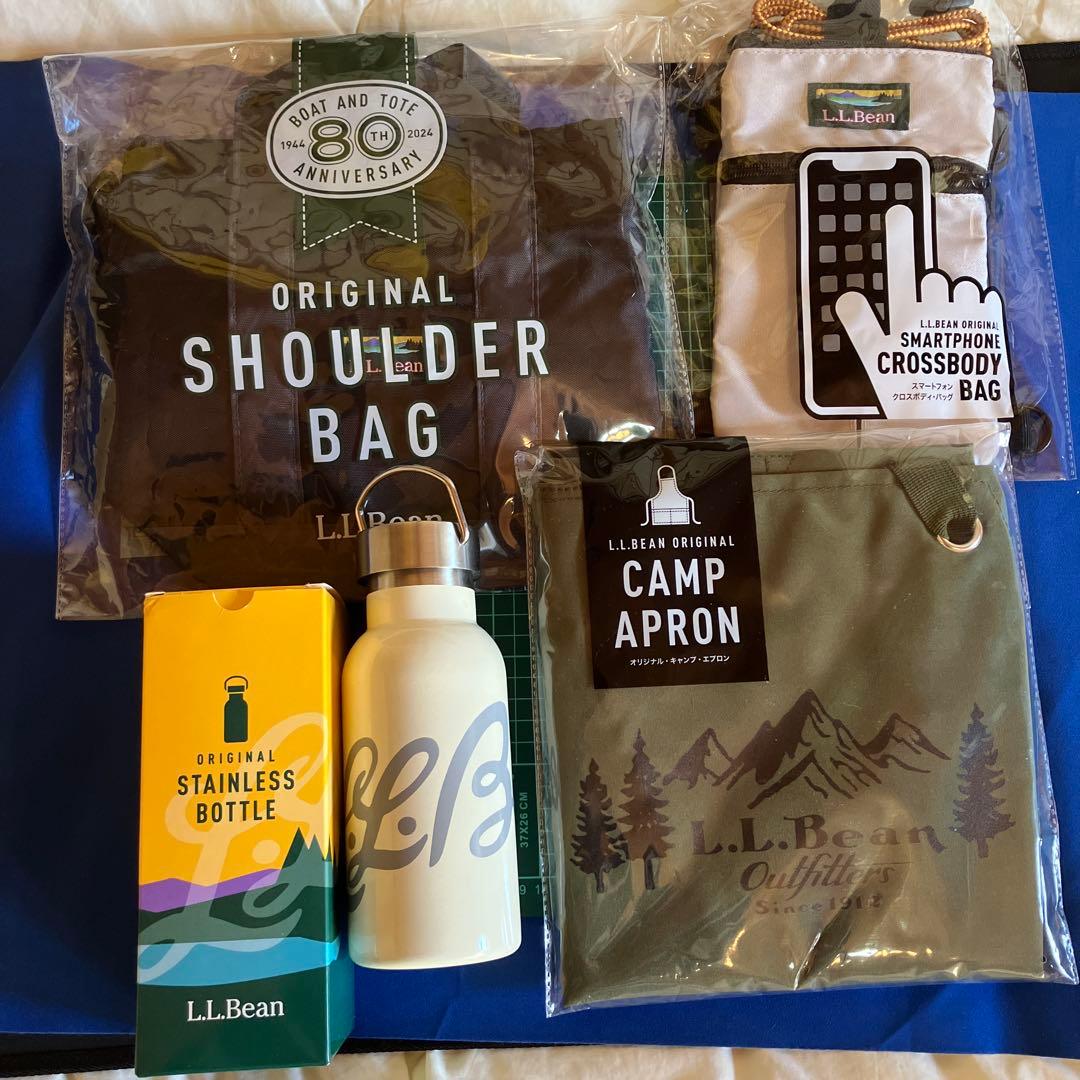 BOAT AND TOTE
1944 80TH 2024
ANNIVERSARY
ORIGINAL
SHOULDER
L.L.Bean
BAG
L.L.Bean
L.L.Bean
L.L.BEAN ORIGINAL
SMARTPHONE
CROSSBODY
BAG
スマートフォン
クロスボディ・バッグ
L.L.BEAN ORIGINAL
CAMP
APRON
オリジナル・キャンプ・エプロン
L.L.Bean
Outfitters
Since 1912
ORIGINAL
STAINLESS
BOTTLE
L.L.Bean
L.L.B
37X26 CM